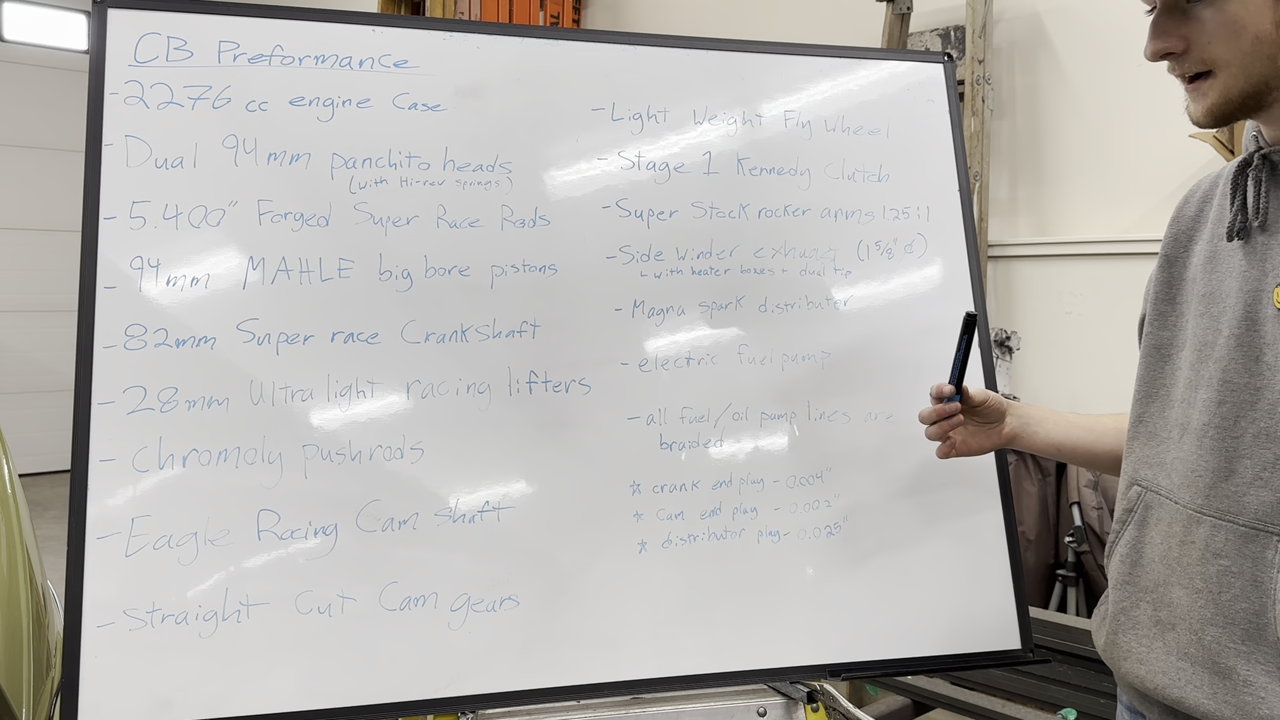 CB Preformance
- 2276 cc engine Case
- Dual 94mm panchito heads
(with Hi-rev springs)
- 5.400" Forged Super Race Rods
- 94mm MAHLE big bore pistons
- 82mm Super race Crankshaft
- 28mm Ultra light racing lifters
- Chromoly pushrods
- Eagle Racing Cam shaft
- Straight Cut Cam gears
- Light Weight Fly Wheel
- Stage 1 Kennedy Clutch
- Super Stock rocker arms 1.25:1
- Side Winder exhuast (1 5/8" ¢)
with heater boxes + dual tip
- Magna spark distributer
- electric fuel pump
- all fuel/oil pump lines are
braided
☆ crank end play - 0.004"
☆ Cam end play - 0.002"
☆ distributor play - 0.025"